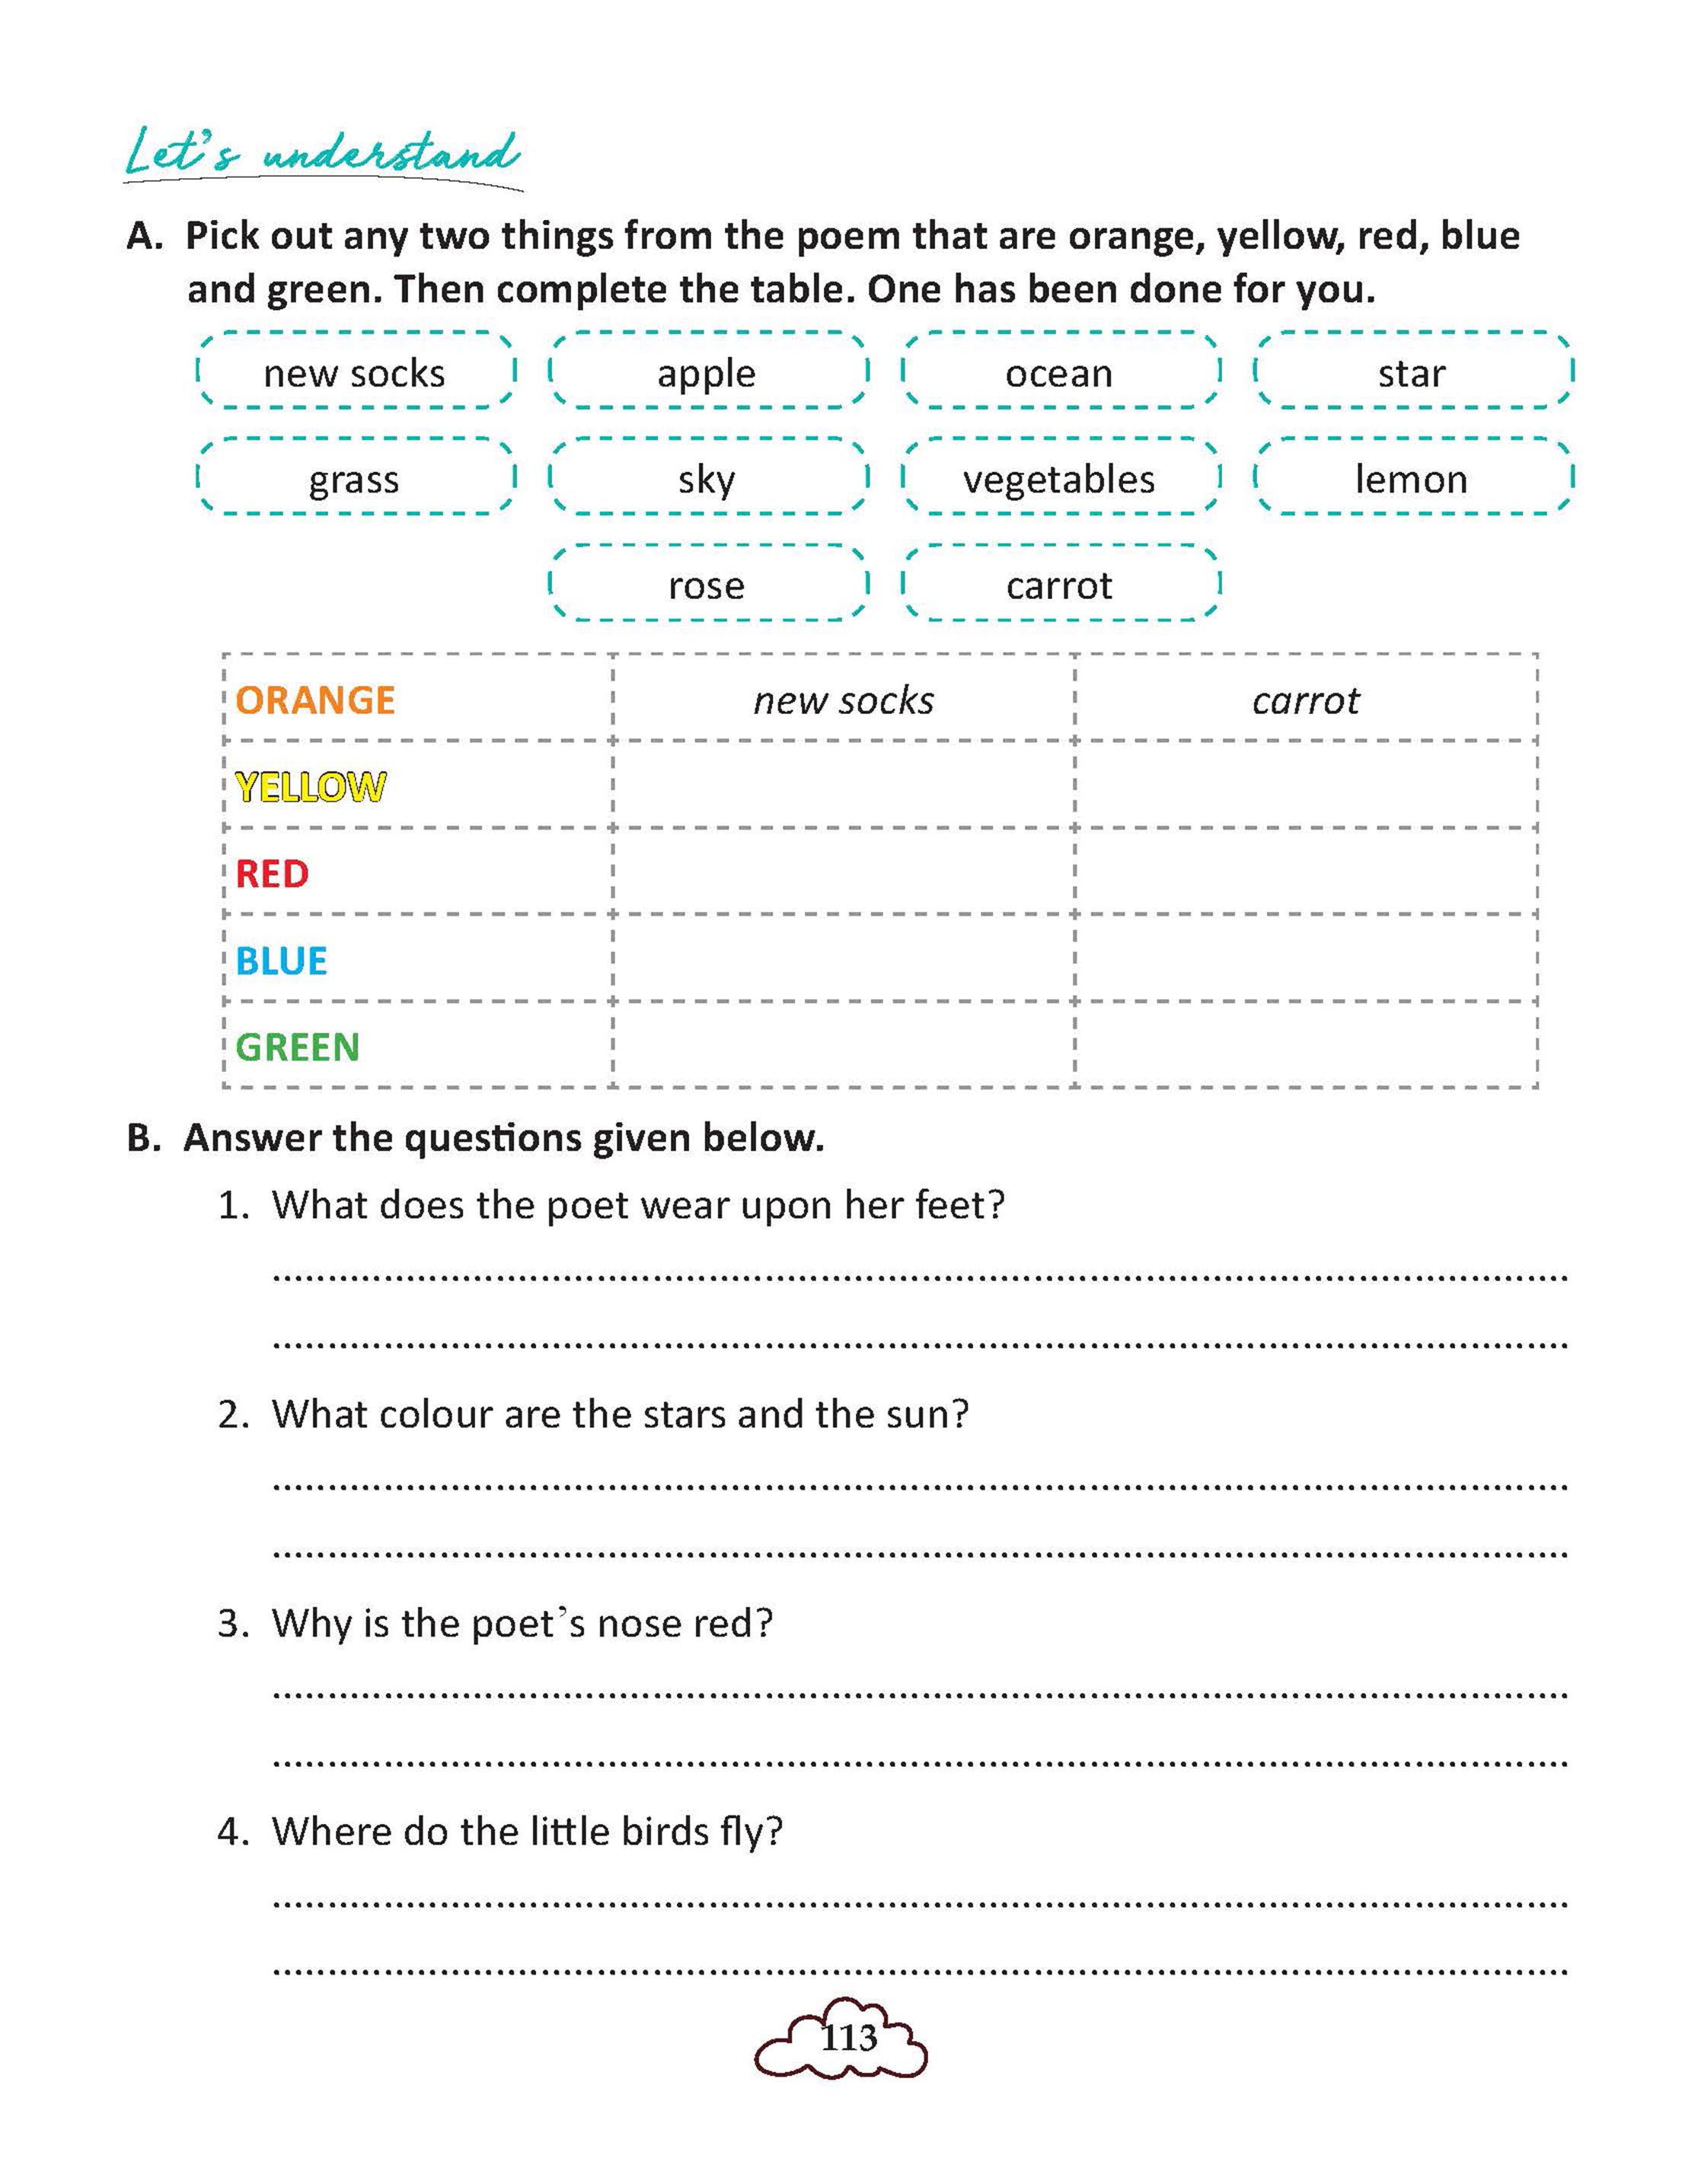 Let's understand
A. Pick out any two things from the poem that are orange, yellow, red, blue
and green. Then complete the table. One has been done for you.
new socks apple ocean star
grass sky vegetables lemon
rose carrot
ORANGE new socks carrot
YELLOW
RED
BLUE
GREEN
B. Answer the questions given below.
1. What does the poet wear upon her feet?
2. What colour are the stars and the sun?
3. Why is the poet's nose red?
4. Where do the little birds fly?
113